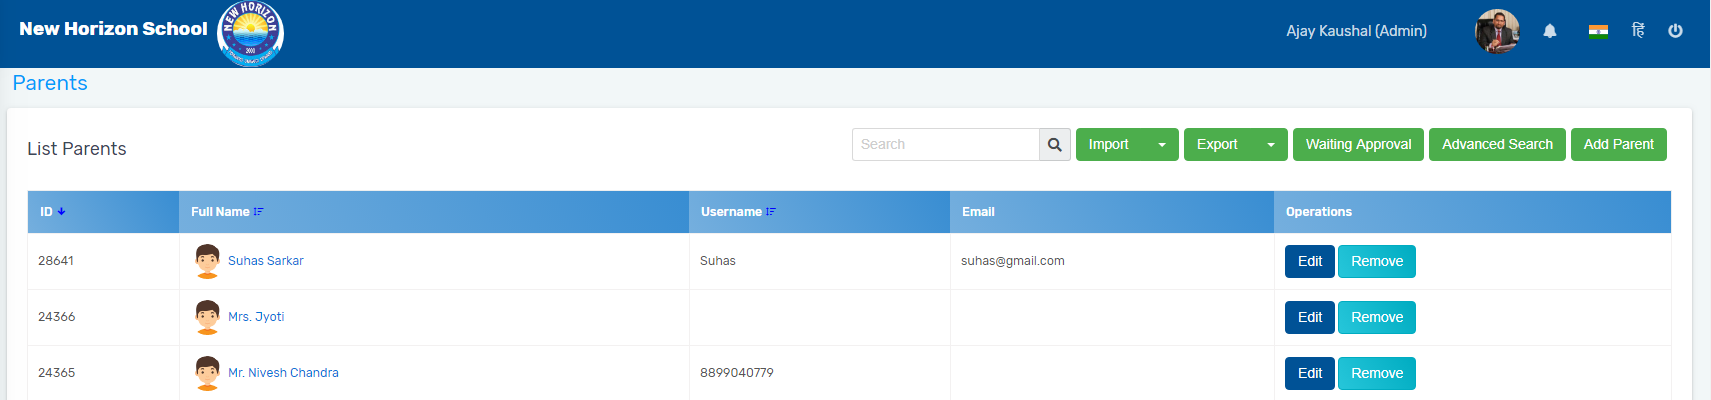 New Horizon School
NEW HORIZON
2000
Ajay Kaushal (Admin)
हिं
Parents
List Parents
Search
Import
Export
Waiting Approval
Advanced Search
Add Parent
ID
Full Name
Username
Email
Operations
28641 Suhas Sarkar Suhas suhas@gmail.com Edit Remove
24366 Mrs. Jyoti Edit Remove
24365 Mr. Nivesh Chandra 8899040779 Edit Remove